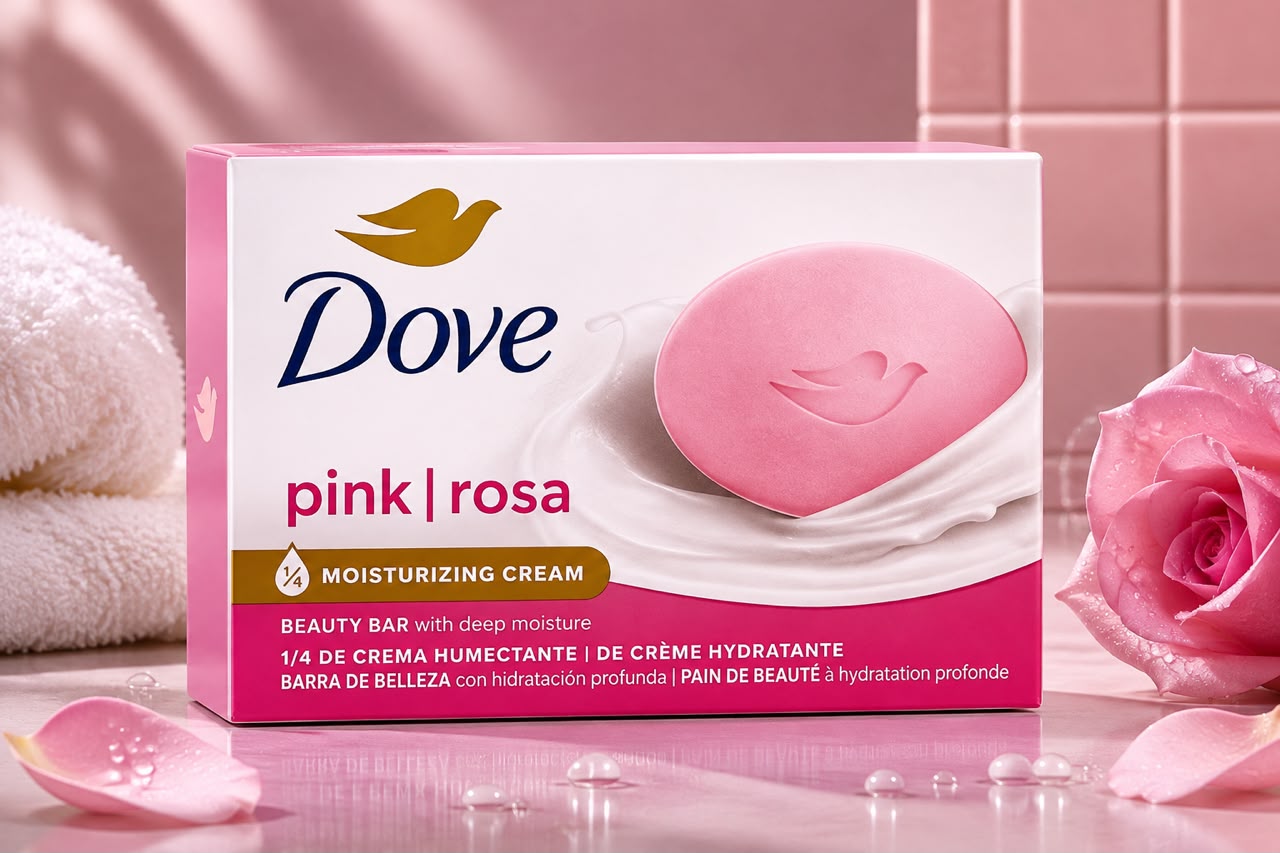 Dove
pink | rosa
1/4 MOISTURIZING CREAM
BEAUTY BAR with deep moisture
1/4 DE CREMA HUMECTANTE | DE CRÈME HYDRATANTE
BARRA DE BELLEZA con hidratación profunda | PAIN DE BEAUTÉ à hydratation profonde